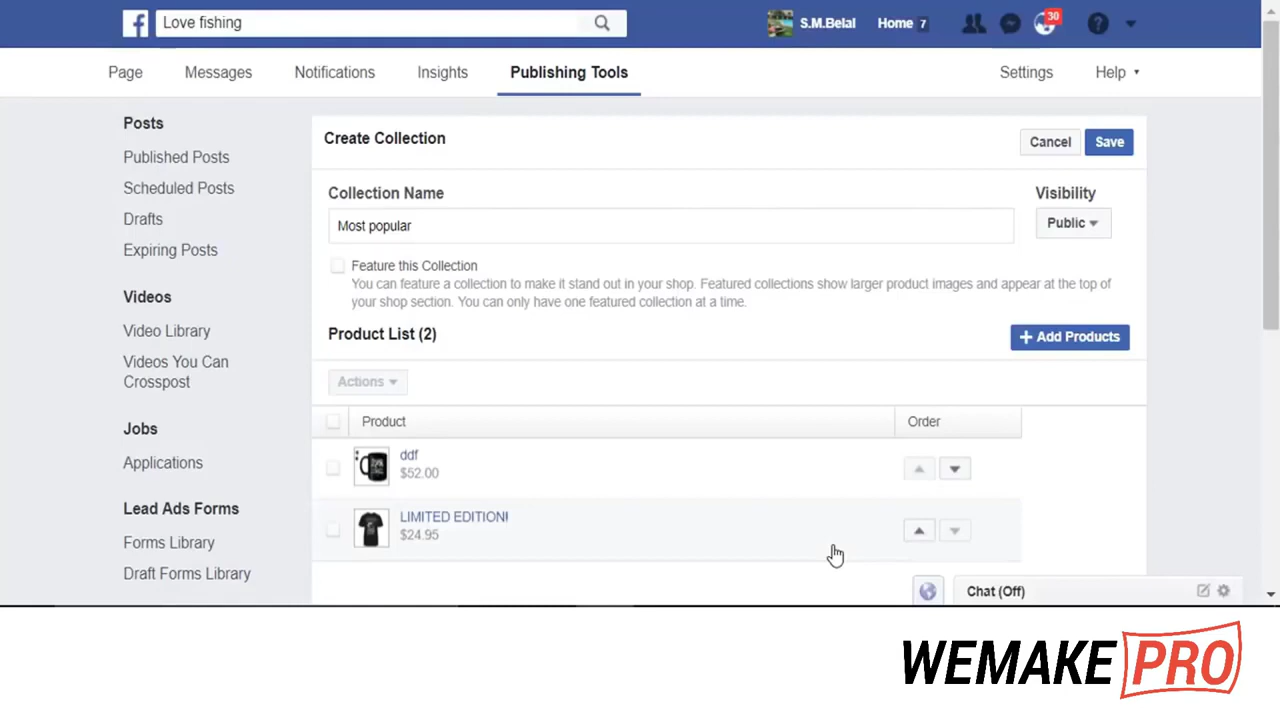 Love fishing
S.M.Belal
Home 7
30
Page
Messages
Notifications
Insights
Publishing Tools
Settings
Help
Posts
Published Posts
Scheduled Posts
Drafts
Expiring Posts
Videos
Video Library
Videos You Can
Crosspost
Jobs
Applications
Lead Ads Forms
Forms Library
Draft Forms Library
Create Collection
Cancel
Save
Collection Name
Visibility
Most popular
Public
Feature this Collection
You can feature a collection to make it stand out in your shop. Featured collections show larger product images and appear at the top of
your shop section. You can only have one featured collection at a time.
Product List (2)
+ Add Products
Actions
Product
Order
ddf
$52.00
LIMITED EDITION!
$24.95
Chat (Off)
WEMAKEPRO